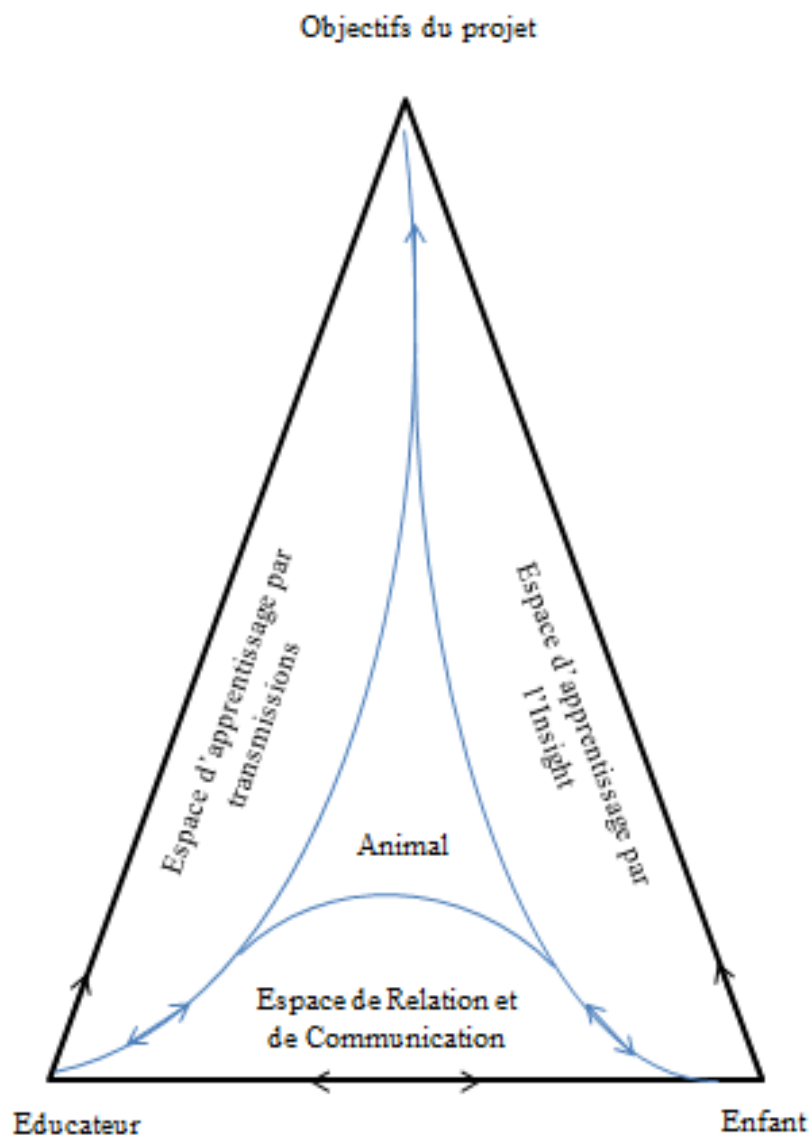 Objectifs du projet
Espace d'apprentissage par
transmissions
Espace d'apprentissage par
l'Insight
Animal
Espace de Relation et
de Communication
Educateur
Enfant